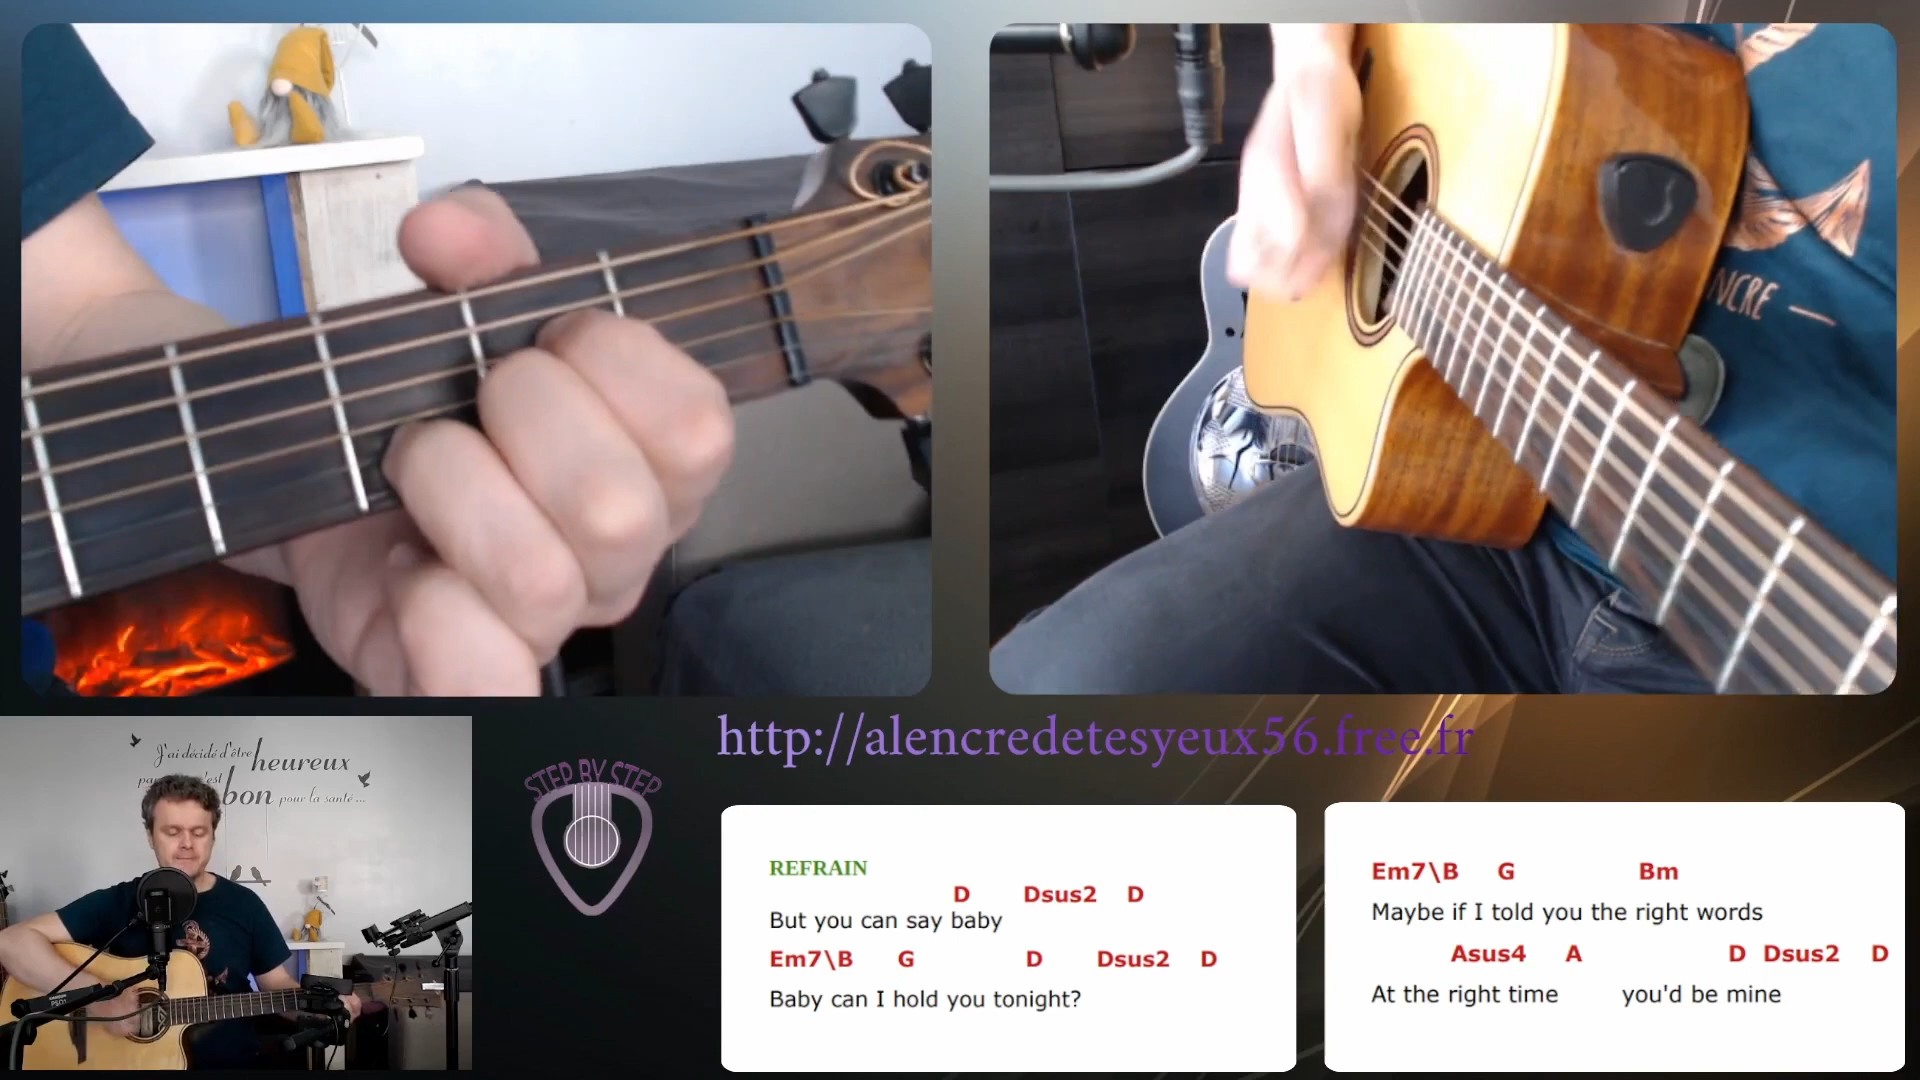 NCRE —
http://alencredetesyeux56.free.fr
J'ai décidé d'être heureux
c'est bon pour la santé...
STEP BY STEP
REFRAIN
D Dsus2 D
But you can say baby
Em7\B G D Dsus2 D
Baby can I hold you tonight?
Em7\B G Bm
Maybe if I told you the right words
Asus4 A D Dsus2 D
At the right time you'd be mine